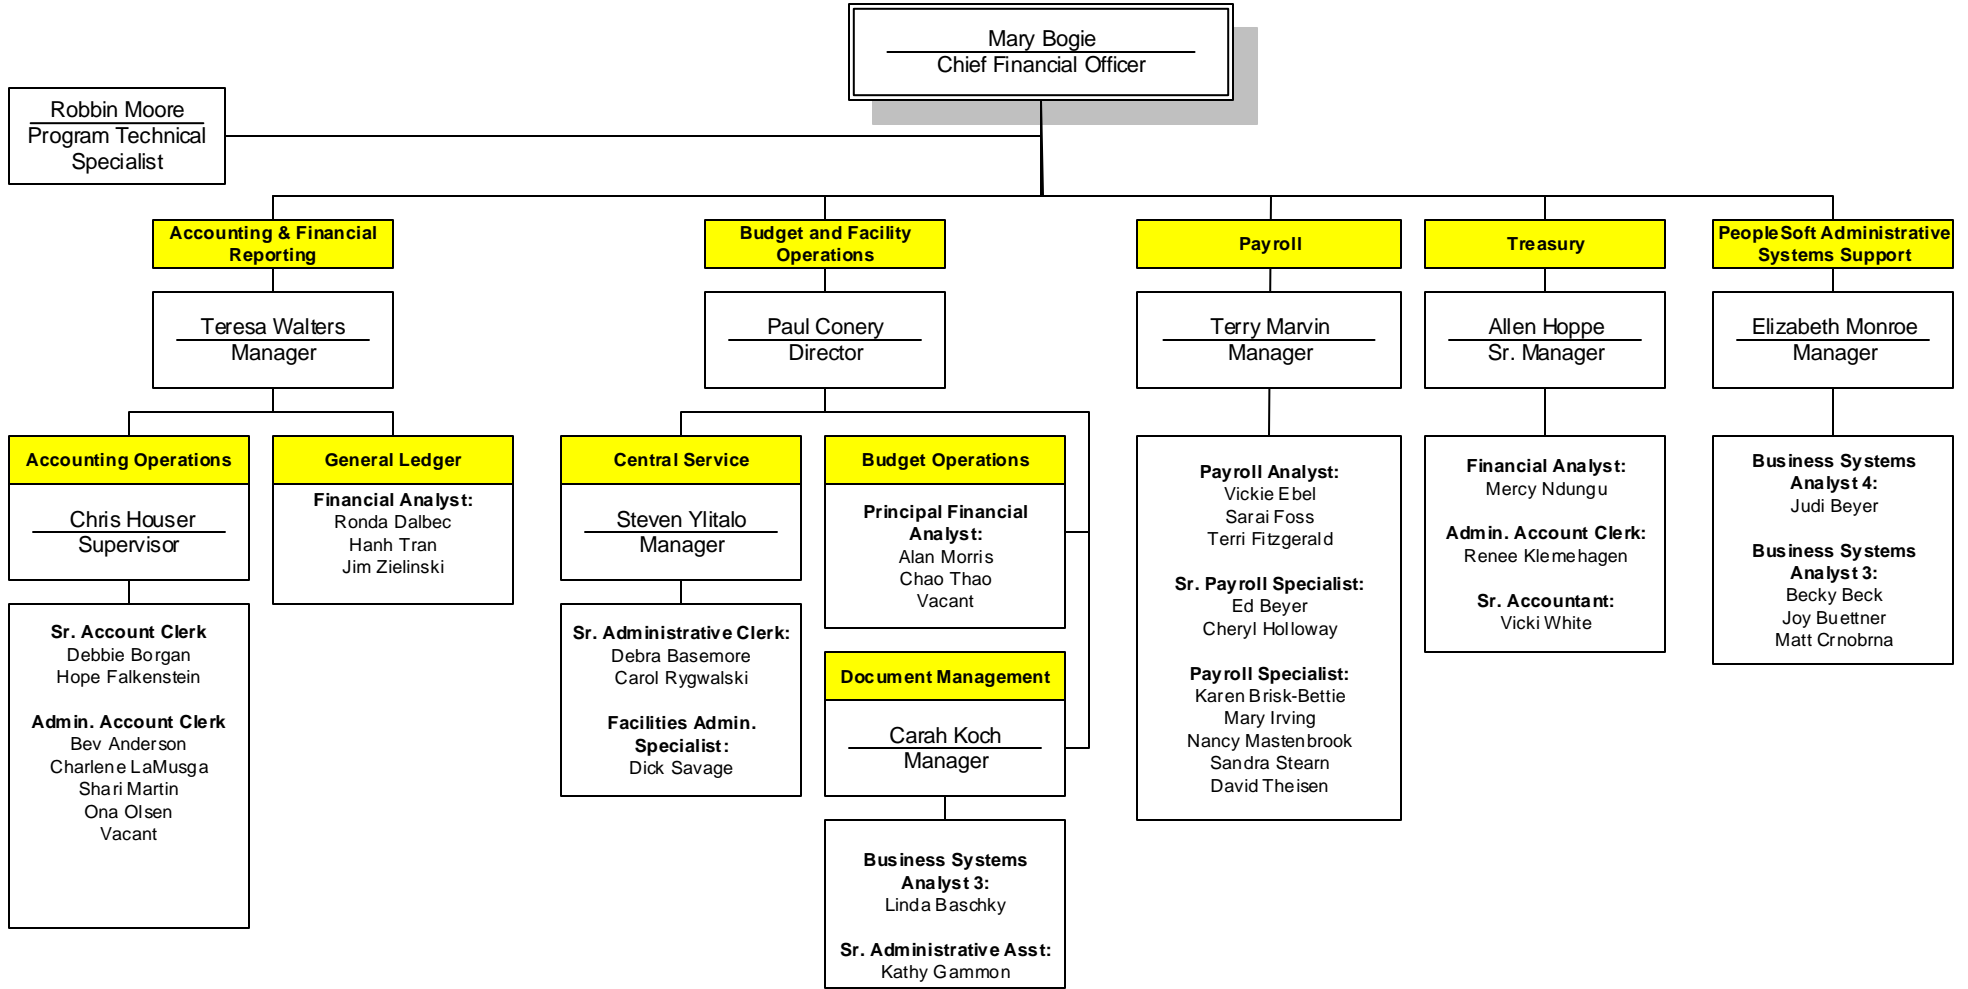 Mary Bogie
Chief Financial Officer
Robbin Moore
Program Technical
Specialist
Accounting & Financial
Reporting
Teresa Walters
Manager
Accounting Operations
Chris Houser
Supervisor
Sr. Account Clerk
Debbie Borgan
Hope Falkenstein
Admin. Account Clerk
Bev Anderson
Charlene LaMusga
Shari Martin
Ona Olsen
Vacant
General Ledger
Financial Analyst:
Ronda Dalbec
Hanh Tran
Jim Zielinski
Budget and Facility
Operations
Paul Conery
Director
Central Service
Steven Ylitalo
Manager
Sr. Administrative Clerk:
Debra Basemore
Carol Rygwalski
Facilities Admin.
Specialist:
Dick Savage
Budget Operations
Principal Financial
Analyst:
Alan Morris
Chao Thao
Vacant
Document Management
Carah Koch
Manager
Business Systems
Analyst 3:
Linda Baschky
Sr. Administrative Asst:
Kathy Gammon
Payroll
Terry Marvin
Manager
Payroll Analyst:
Vickie Ebel
Sarai Foss
Terri Fitzgerald
Sr. Payroll Specialist:
Ed Beyer
Cheryl Holloway
Payroll Specialist:
Karen Brisk-Bettie
Mary Irving
Nancy Mastenbrook
Sandra Stearn
David Theisen
Treasury
Allen Hoppe
Sr. Manager
Financial Analyst:
Mercy Ndungu
Admin. Account Clerk:
Renee Klemehagen
Sr. Accountant:
Vicki White
PeopleSoft Administrative
Systems Support
Elizabeth Monroe
Manager
Business Systems
Analyst 4:
Judi Beyer
Business Systems
Analyst 3:
Becky Beck
Joy Buettner
Matt Crnobrna